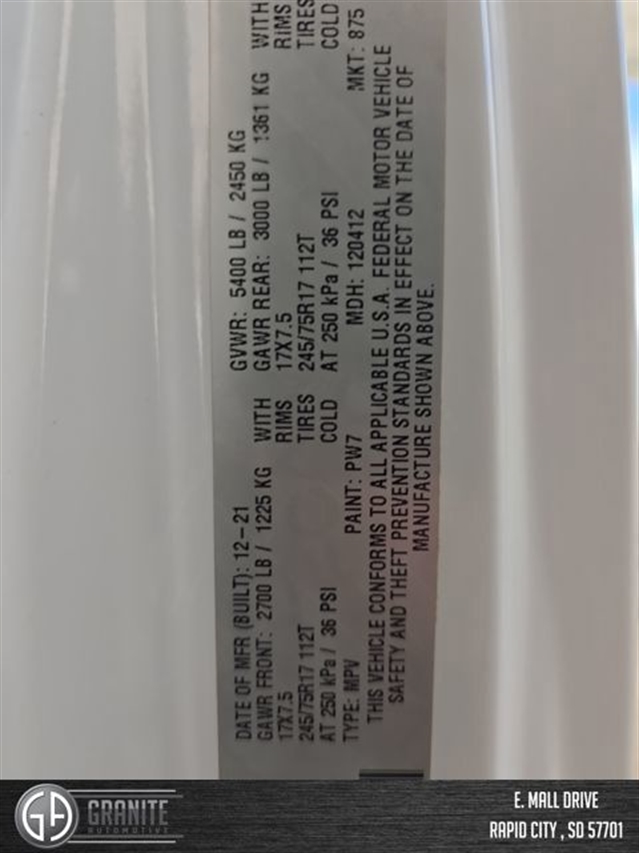 DATE OF MFR (BUILT): 12-21 GVWR: 5400 LB / 2450 KG
GAWR FRONT: 2700 LB / 1225 KG WITH GAWR REAR: 3000 LB / 1361 KG WITH
17X7.5 RIMS 17X7.5 RIMS
245/75R17 112T TIRES 245/75R17 112T TIRES
AT 250 kPa / 36 PSI COLD AT 250 kPa / 36 PSI COLD
TYPE: MPV PAINT: PW7 MDH: 120412 MKT: 875
THIS VEHICLE CONFORMS TO ALL APPLICABLE U.S.A. FEDERAL MOTOR VEHICLE
SAFETY AND THEFT PREVENTION STANDARDS IN EFFECT ON THE DATE OF
MANUFACTURE SHOWN ABOVE.
GA GRANITE
AUTOMOTIVE
E. MALL DRIVE
RAPID CITY , SD 57701